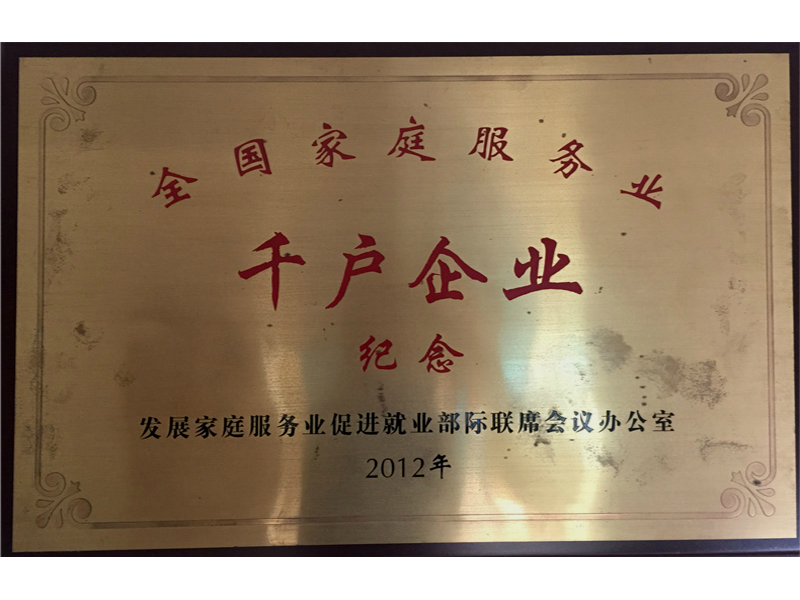 全国家庭服务业
千户企业
纪念
发展家庭服务业促进就业部际联席会议办公室
2012年